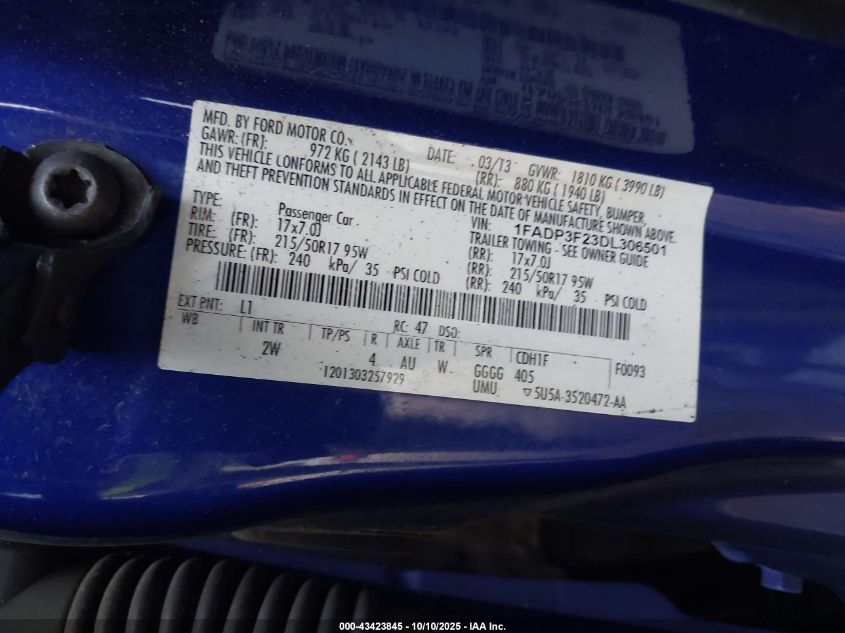 MFD. BY FORD MOTOR CO. DATE: 03/13 GVWR: 1810 KG ( 3990 LB)
GAWR: (FR): 972 KG ( 2143 LB) (RR): 880 KG ( 1940 LB)
THIS VEHICLE CONFORMS TO ALL APPLICABLE FEDERAL MOTOR VEHICLE SAFETY, BUMPER,
AND THEFT PREVENTION STANDARDS IN EFFECT ON THE DATE OF MANUFACTURE SHOWN ABOVE.
VIN: 1FADP3F23DL306501
TYPE: Passenger Car TRAILER TOWING - SEE OWNER GUIDE
RIM: (FR): 17x7.0J (RR): 17x7.0J
TIRE: (FR): 215/50R17 95W (RR): 215/50R17 95W
PRESSURE: (FR): 240 kPa/ 35 PSI COLD (RR): 240 kPa/ 35 PSI COLD
EXT PNT: L1 RC: 47 DSO:
WB INT TR TP/PS R AXLE TR SPR CDH1F F0093
2W 4 AU W GGGG 405
1201303257929 UMU ▽5U5A-3520472-AA
000-43423845 - 10/10/2025 - IAA Inc.